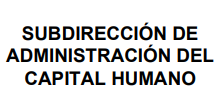 SUBDIRECCIÓN DE
ADMINISTRACIÓN DEL
CAPITAL HUMANO